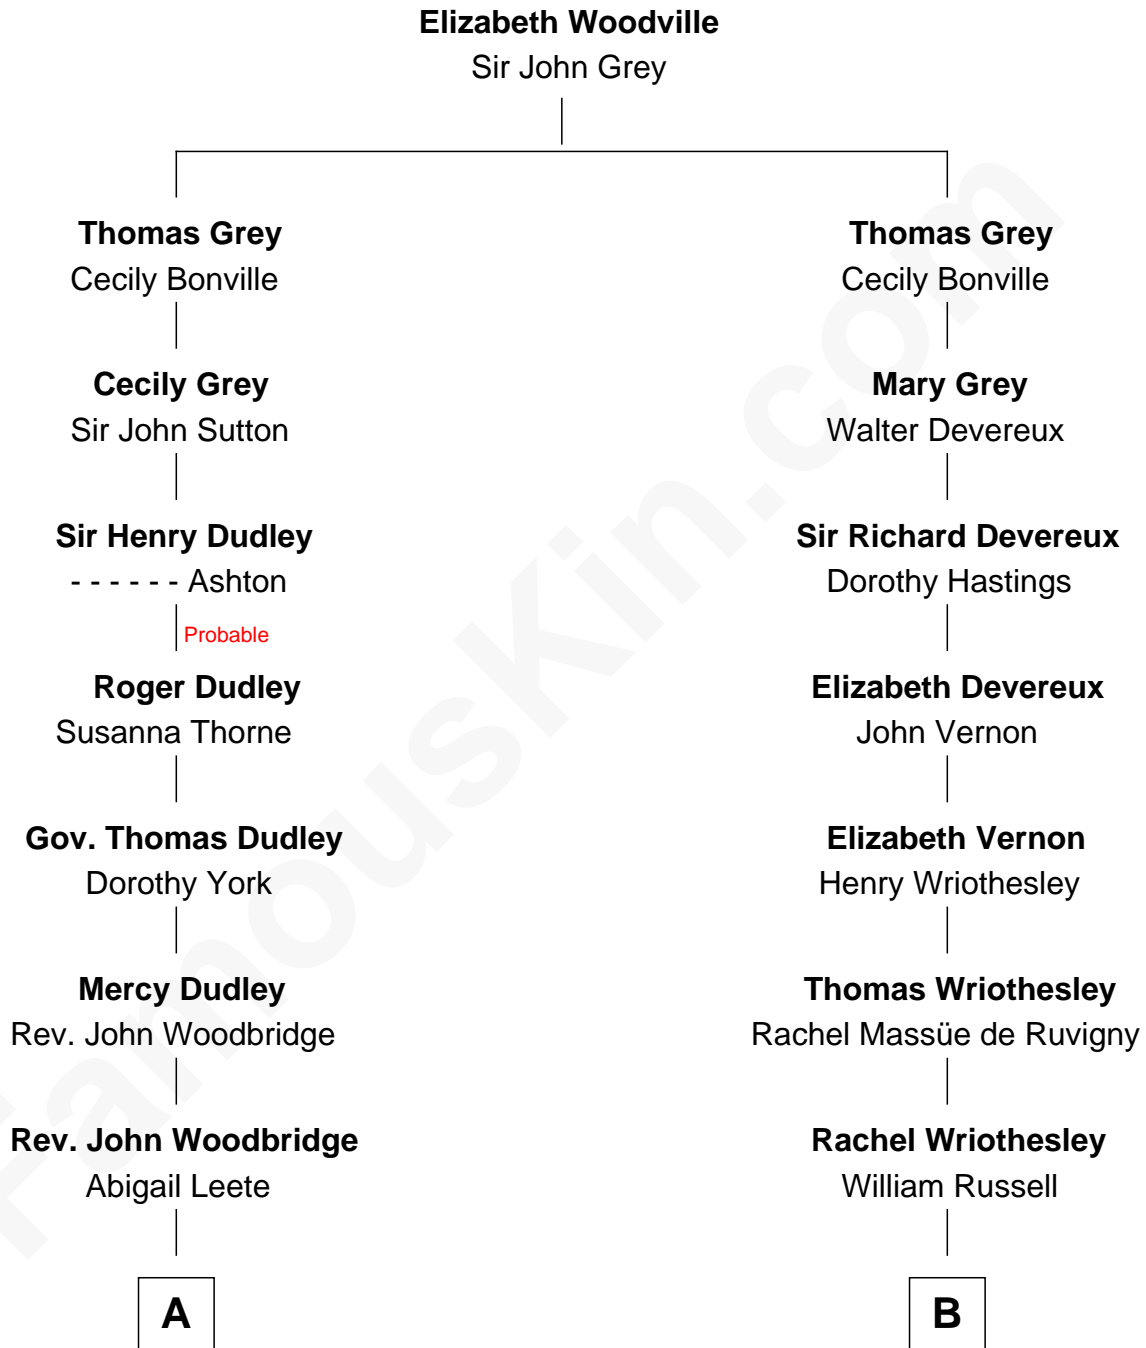 Elizabeth Woodville
Sir John Grey
Thomas Grey
Cecily Bonville
Cecily Grey
Sir John Sutton
Sir Henry Dudley
- - - - - - Ashton
Probable
Roger Dudley
Susanna Thorne
Gov. Thomas Dudley
Dorothy York
Mercy Dudley
Rev. John Woodbridge
Rev. John Woodbridge
Abigail Leete
A
Thomas Grey
Cecily Bonville
Mary Grey
Walter Devereux
Sir Richard Devereux
Dorothy Hastings
Elizabeth Devereux
John Vernon
Elizabeth Vernon
Henry Wriothesley
Thomas Wriothesley
Rachel Massüe de Ruvigny
Rachel Wriothesley
William Russell
B
FamousKin.com